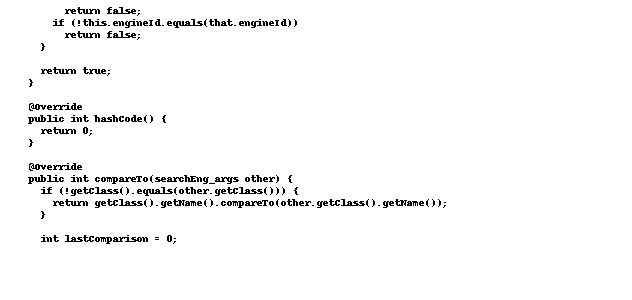 return false;
if (!this.engineId.equals(that.engineId))
return false;
}
return true;
}
@Override
public int hashCode() {
return 0;
}
@Override
public int compareTo(searchEng_args other) {
if (!getClass().equals(other.getClass())) {
return getClass().getName().compareTo(other.getClass().getName());
}
int lastComparison = 0;